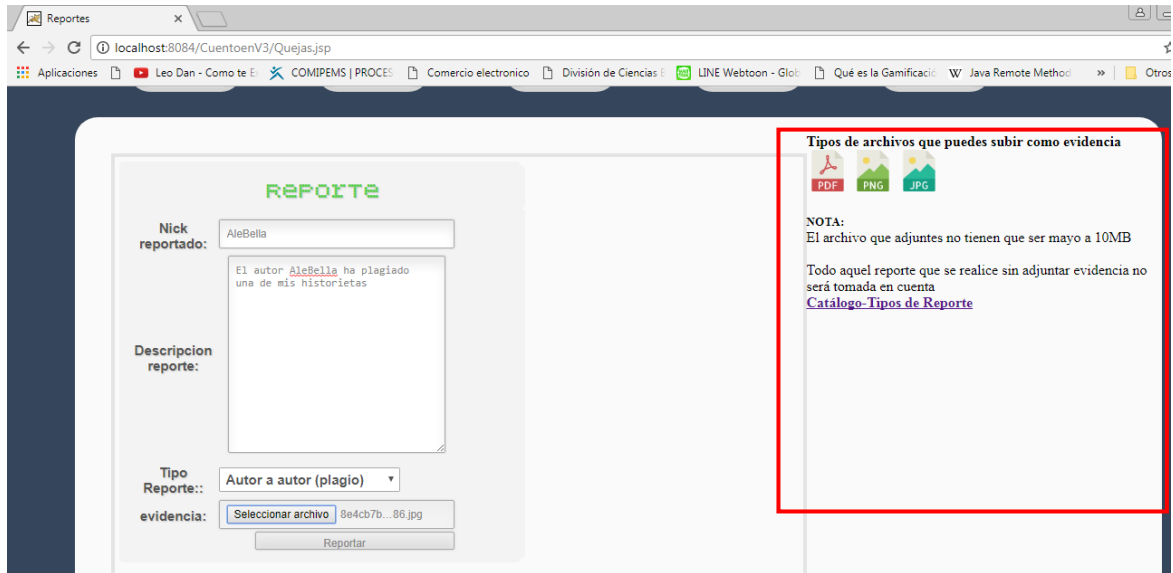 Reportes
localhost:8084/CuentoenV3/Quejas.jsp
Aplicaciones
Leo Dan - Como te E
COMIPEMS | PROCES
Comercio electronico
División de Ciencias B
LINE Webtoon - Glob
Qué es la Gamificació
W Java Remote Method
»
Otros
REPORTE
Nick
reportado:
AleBella
Descripcion
reporte:
El autor AleBella ha plagiado
una de mis historietas
Tipo
Reporte::
Autor a autor (plagio)
evidencia:
Seleccionar archivo
8e4cb7b...86.jpg
Reportar
Tipos de archivos que puedes subir como evidencia
PDF
PNG
JPG
NOTA:
El archivo que adjuntes no tienen que ser mayo a 10MB
Todo aquel reporte que se realice sin adjuntar evidencia no
será tomada en cuenta
Catálogo-Tipos de Reporte